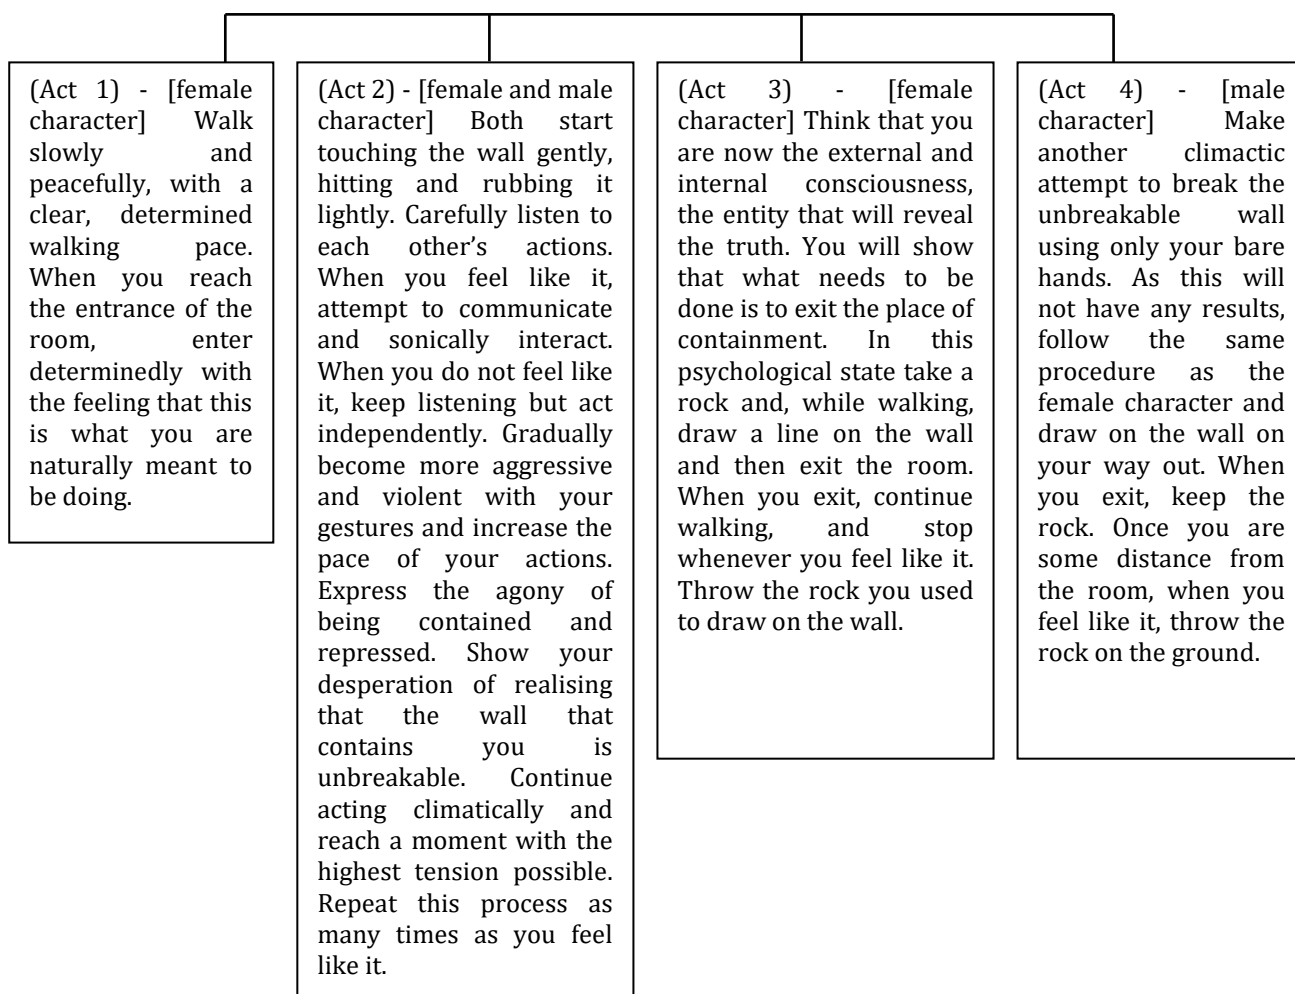 (Act 1) - [female
character] Walk
slowly and
peacefully, with a
clear, determined
walking pace.
When you reach
the entrance of the
room, enter
determinedly with
the feeling that this
is what you are
naturally meant to
be doing.
(Act 2) - [female and male
character] Both start
touching the wall gently,
hitting and rubbing it
lightly. Carefully listen to
each other’s actions.
When you feel like it,
attempt to communicate
and sonically interact.
When you do not feel like
it, keep listening but act
independently. Gradually
become more aggressive
and violent with your
gestures and increase the
pace of your actions.
Express the agony of
being contained and
repressed. Show your
desperation of realising
that the wall that
contains you is
unbreakable. Continue
acting climatically and
reach a moment with the
highest tension possible.
Repeat this process as
many times as you feel
like it.
(Act 3) - [female
character] Think that you
are now the external and
internal consciousness,
the entity that will reveal
the truth. You will show
that what needs to be
done is to exit the place of
containment. In this
psychological state take a
rock and, while walking,
draw a line on the wall
and then exit the room.
When you exit, continue
walking, and stop
whenever you feel like it.
Throw the rock you used
to draw on the wall.
(Act 4) - [male
character] Make
another climactic
attempt to break the
unbreakable wall
using only your bare
hands. As this will
not have any results,
follow the same
procedure as the
female character and
draw on the wall on
your way out. When
you exit, keep the
rock. Once you are
some distance from
the room, when you
feel like it, throw the
rock on the ground.